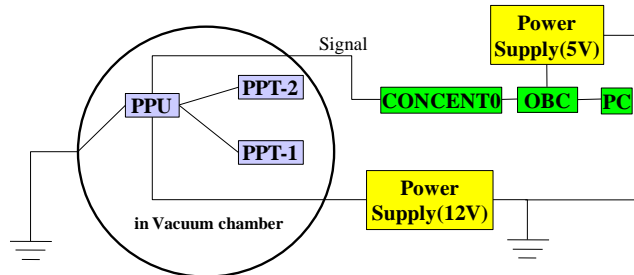 Signal
Power
Supply(5V)
PPT-2
PPU
CONCENT0
OBC
PC
PPT-1
Power
Supply(12V)
in Vacuum chamber